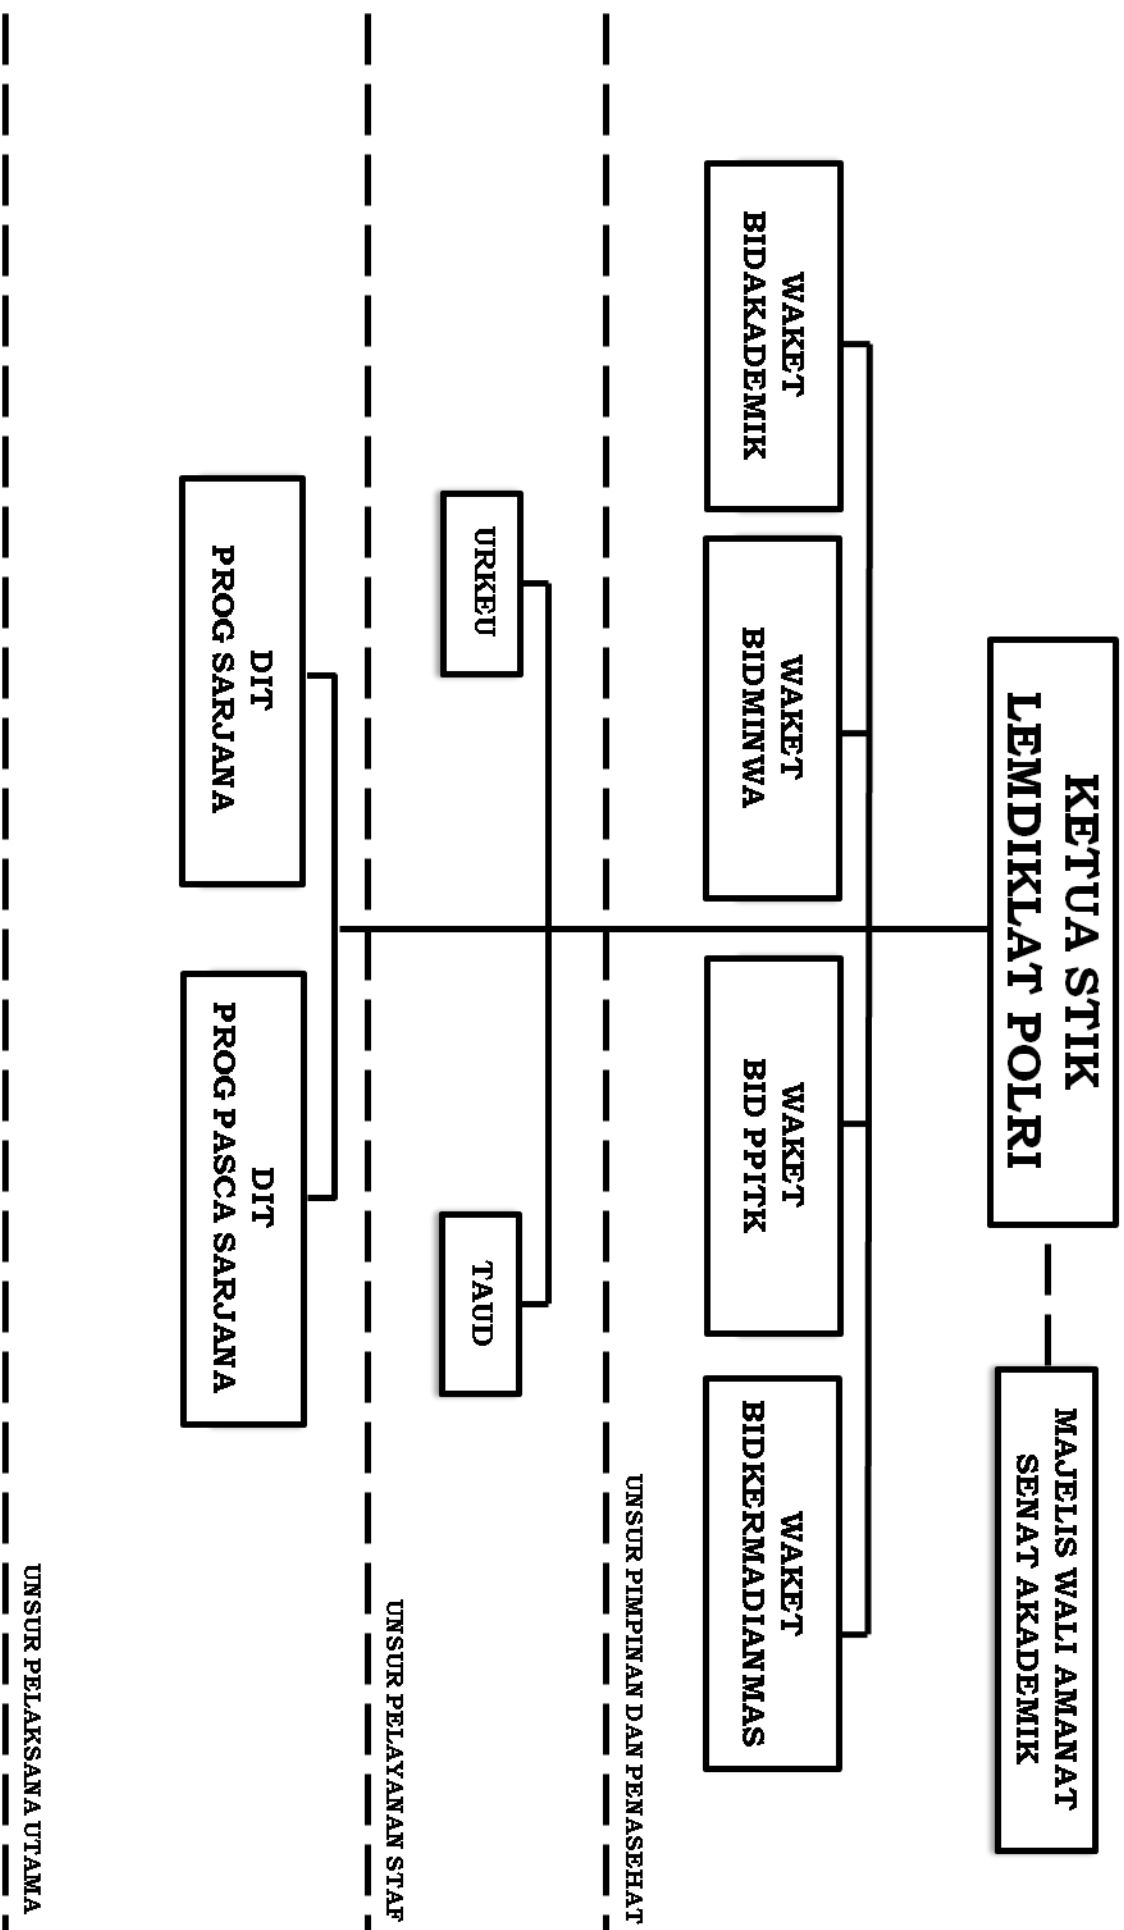 KETUA STIK
LEMDIKLAT POLRI
MAJELIS WALI AMANAT
SENAT AKADEMIK
WAKET
BIDAKADEMIK
WAKET
BIDMINWA
WAKET
BID PPITK
WAKET
BIDKERMADIANMAS
UNSUR PIMPINAN DAN PENASEHAT
URKEU
TAUD
UNSUR PELAYANAN STAF
DIT
PROG SARJANA
DIT
PROG PASCA SARJANA
UNSUR PELAKSANA UTAMA